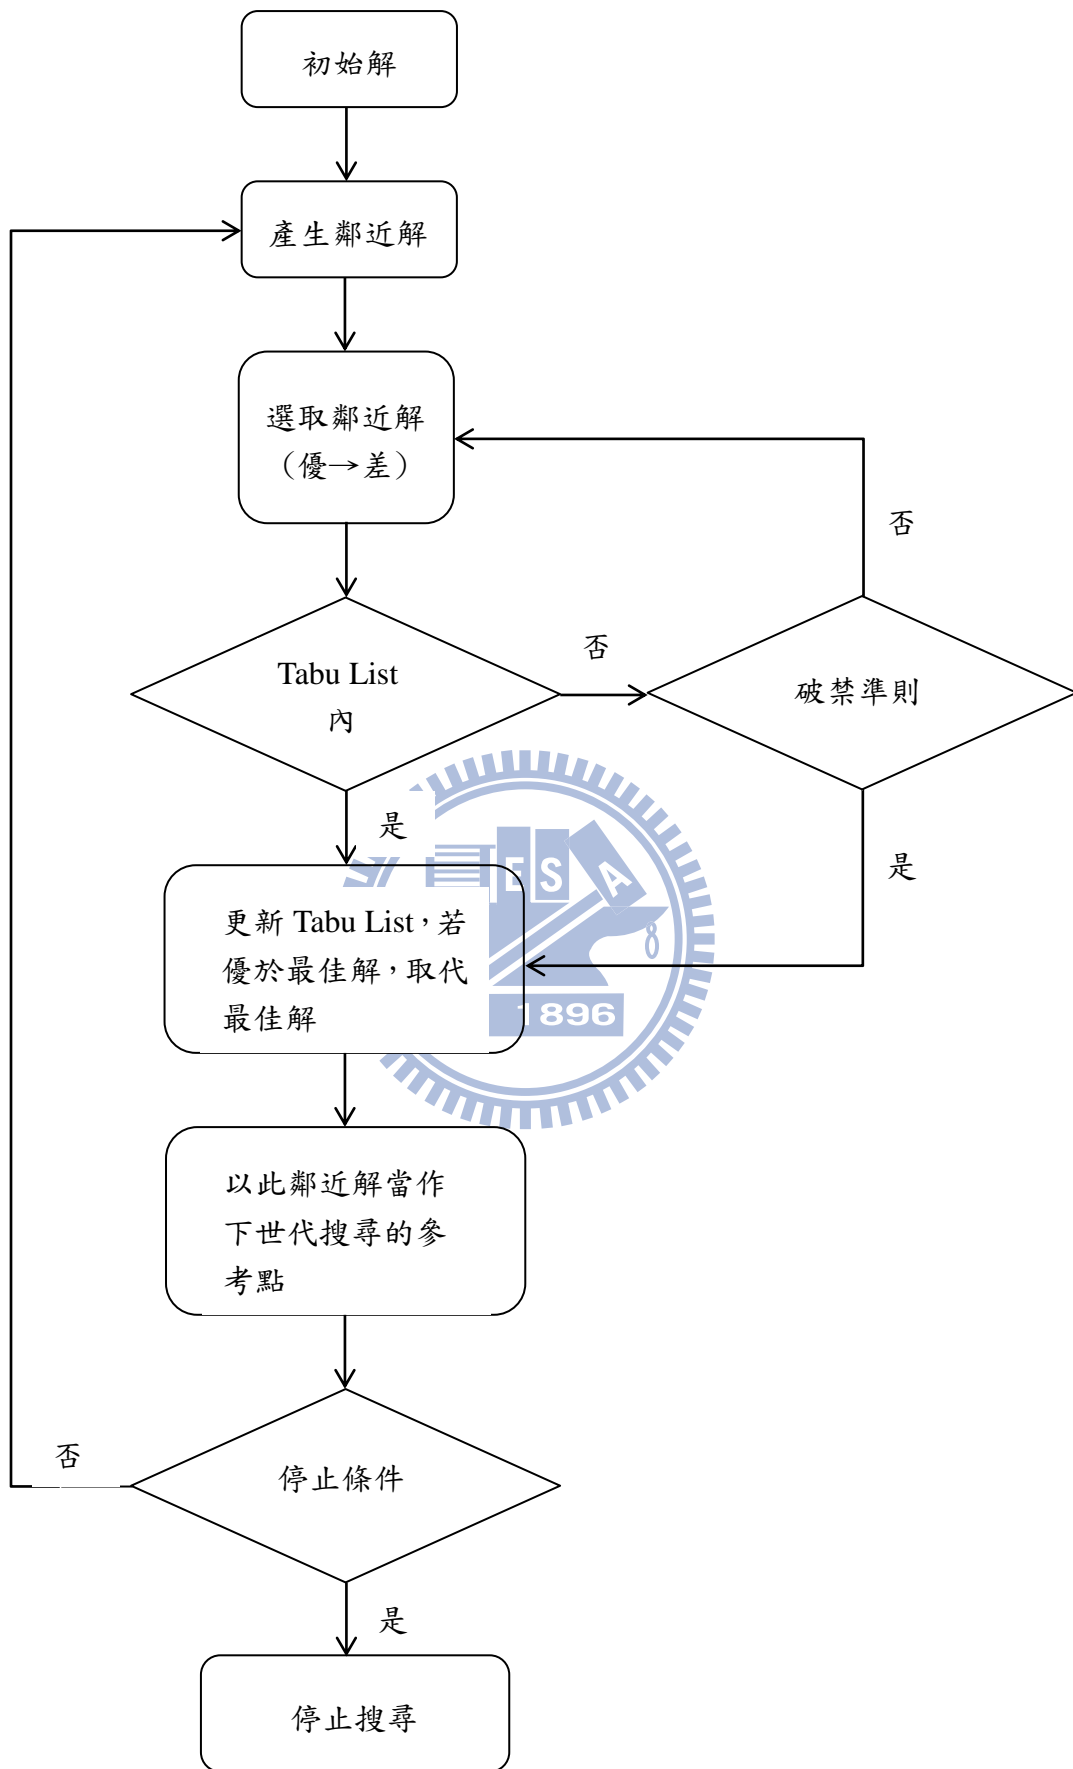 初始解
產生鄰近解
選取鄰近解
（優→差）
否
Tabu List
內
否
破禁準則
是
是
E S A
更新 Tabu List，若
優於最佳解，取代
最佳解
1896
以此鄰近解當作
下世代搜尋的參
考點
否
停止條件
是
停止搜尋